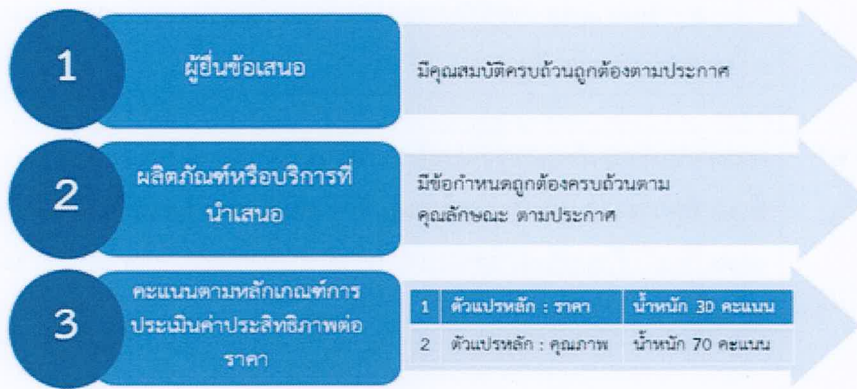 1
ผู้ยื่นข้อเสนอ
มีคุณสมบัติครบถ้วนถูกต้องตามประกาศ
2
ผลิตภัณฑ์หรือบริการที่
นำเสนอ
มีข้อกำหนดถูกต้องครบถ้วนตาม
คุณลักษณะ ตามประกาศ
3
คะแนนตามหลักเกณฑ์การ
ประเมินค่าประสิทธิภาพต่อ
ราคา
1 ตัวแปรหลัก : ราคา น้ำหนัก 30 คะแนน
2 ตัวแปรหลัก : คุณภาพ น้ำหนัก 70 คะแนน